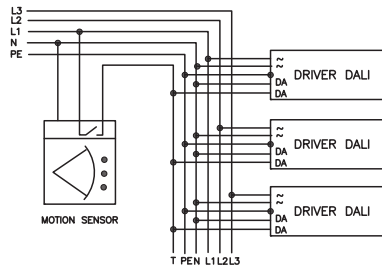 L3
L2
L1
N
PE
~
~
DA
DA
DRIVER DALI
~
~
DA
DA
DRIVER DALI
~
~
DA
DA
DRIVER DALI
MOTION SENSOR
T PEN L1 L2 L3